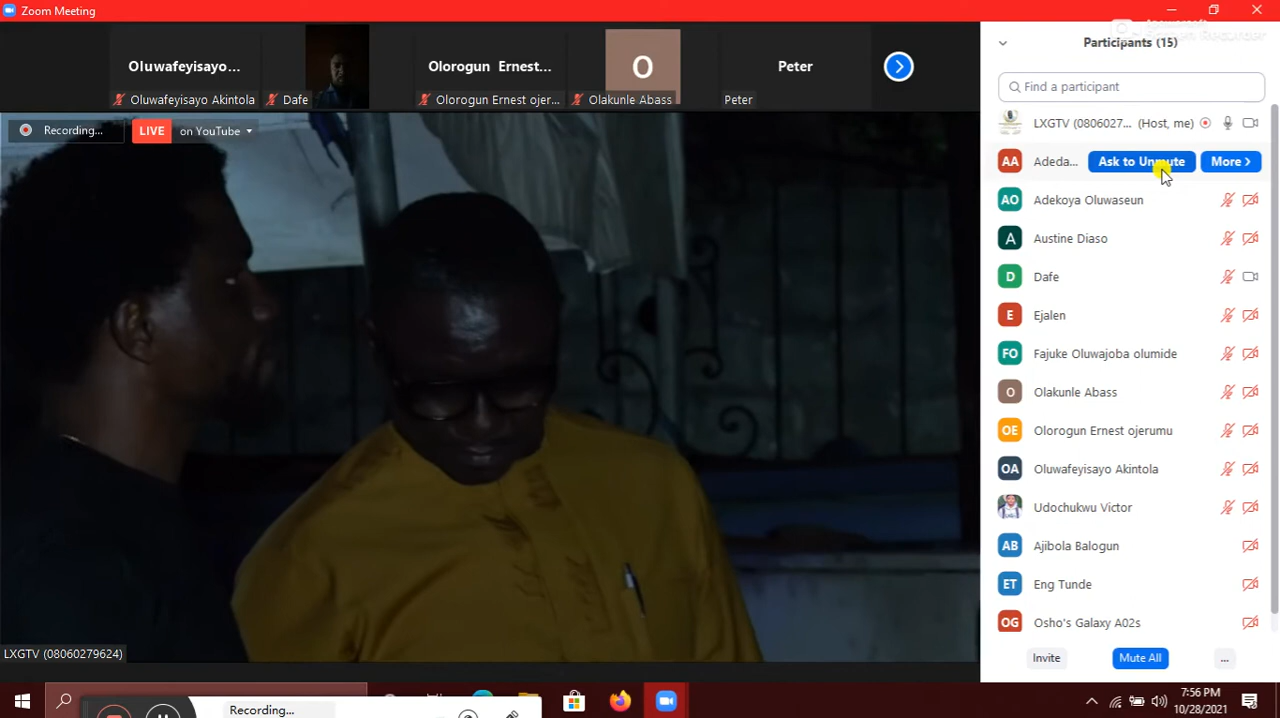 Zoom Meeting
Oluwafeyisayo...
Olorogun Ernest...
O
Peter
Oluwafeyisayo Akintola
Dafe
Olorogun Ernest ojer...
Olakunle Abass
Peter
Recording...
LIVE
on YouTube
LXGTV (08060279624)
Participants (15)
Find a participant
LXGTV (0806027... (Host, me)
AA Adeda... Ask to Unmute More
AO Adekoya Oluwaseun
A Austine Diaso
D Dafe
E Ejalen
FO Fajuke Oluwajoba olumide
O Olakunle Abass
OE Olorogun Ernest ojerumu
OA Oluwafeyisayo Akintola
Udochukwu Victor
AB Ajibola Balogun
ET Eng Tunde
OG Osho's Galaxy A02s
Invite
Mute All
...
Recording...
7:56 PM
10/28/2021